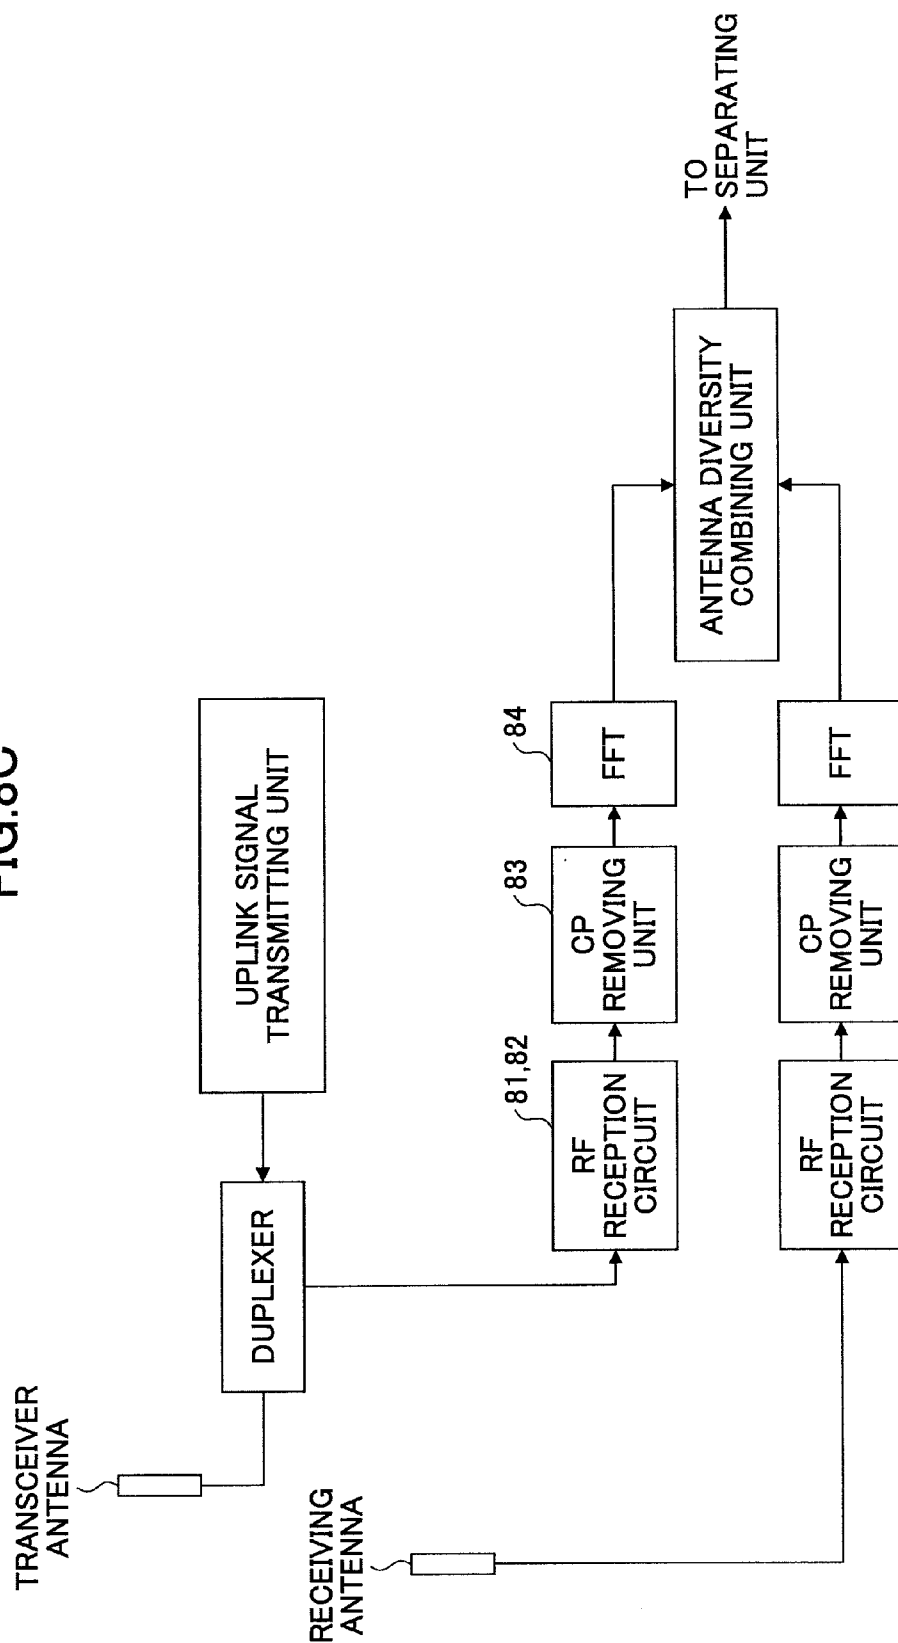 FIG.8C
TRANSCEIVER
ANTENNA
DUPLEXER
UPLINK SIGNAL
TRANSMITTING UNIT
RECEIVING
ANTENNA
81,82
RF
RECEPTION
CIRCUIT
83
CP
REMOVING
UNIT
84
FFT
RF
RECEPTION
CIRCUIT
CP
REMOVING
UNIT
FFT
ANTENNA DIVERSITY
COMBINING UNIT
TO
SEPARATING
UNIT